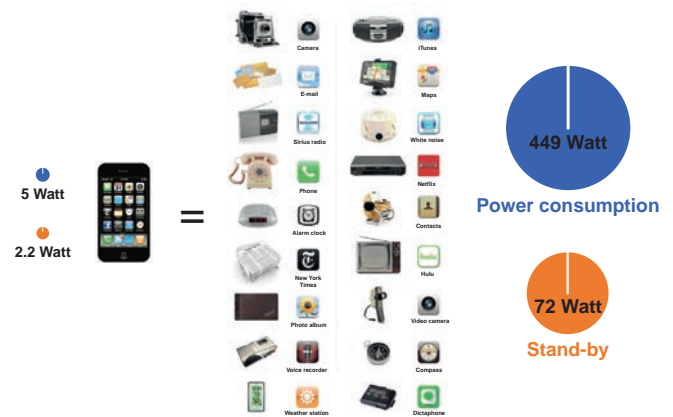 5 Watt
2.2 Watt
=
Camera
E-mail
Sirius radio
Phone
Alarm clock
New York
Times
Photo album
Voice recorder
Weather station
iTunes
Maps
White noise
NETFLIX
Netflix
Contacts
hulu
Hulu
Video camera
Compass
Dictaphone
449 Watt
Power consumption
72 Watt
Stand-by